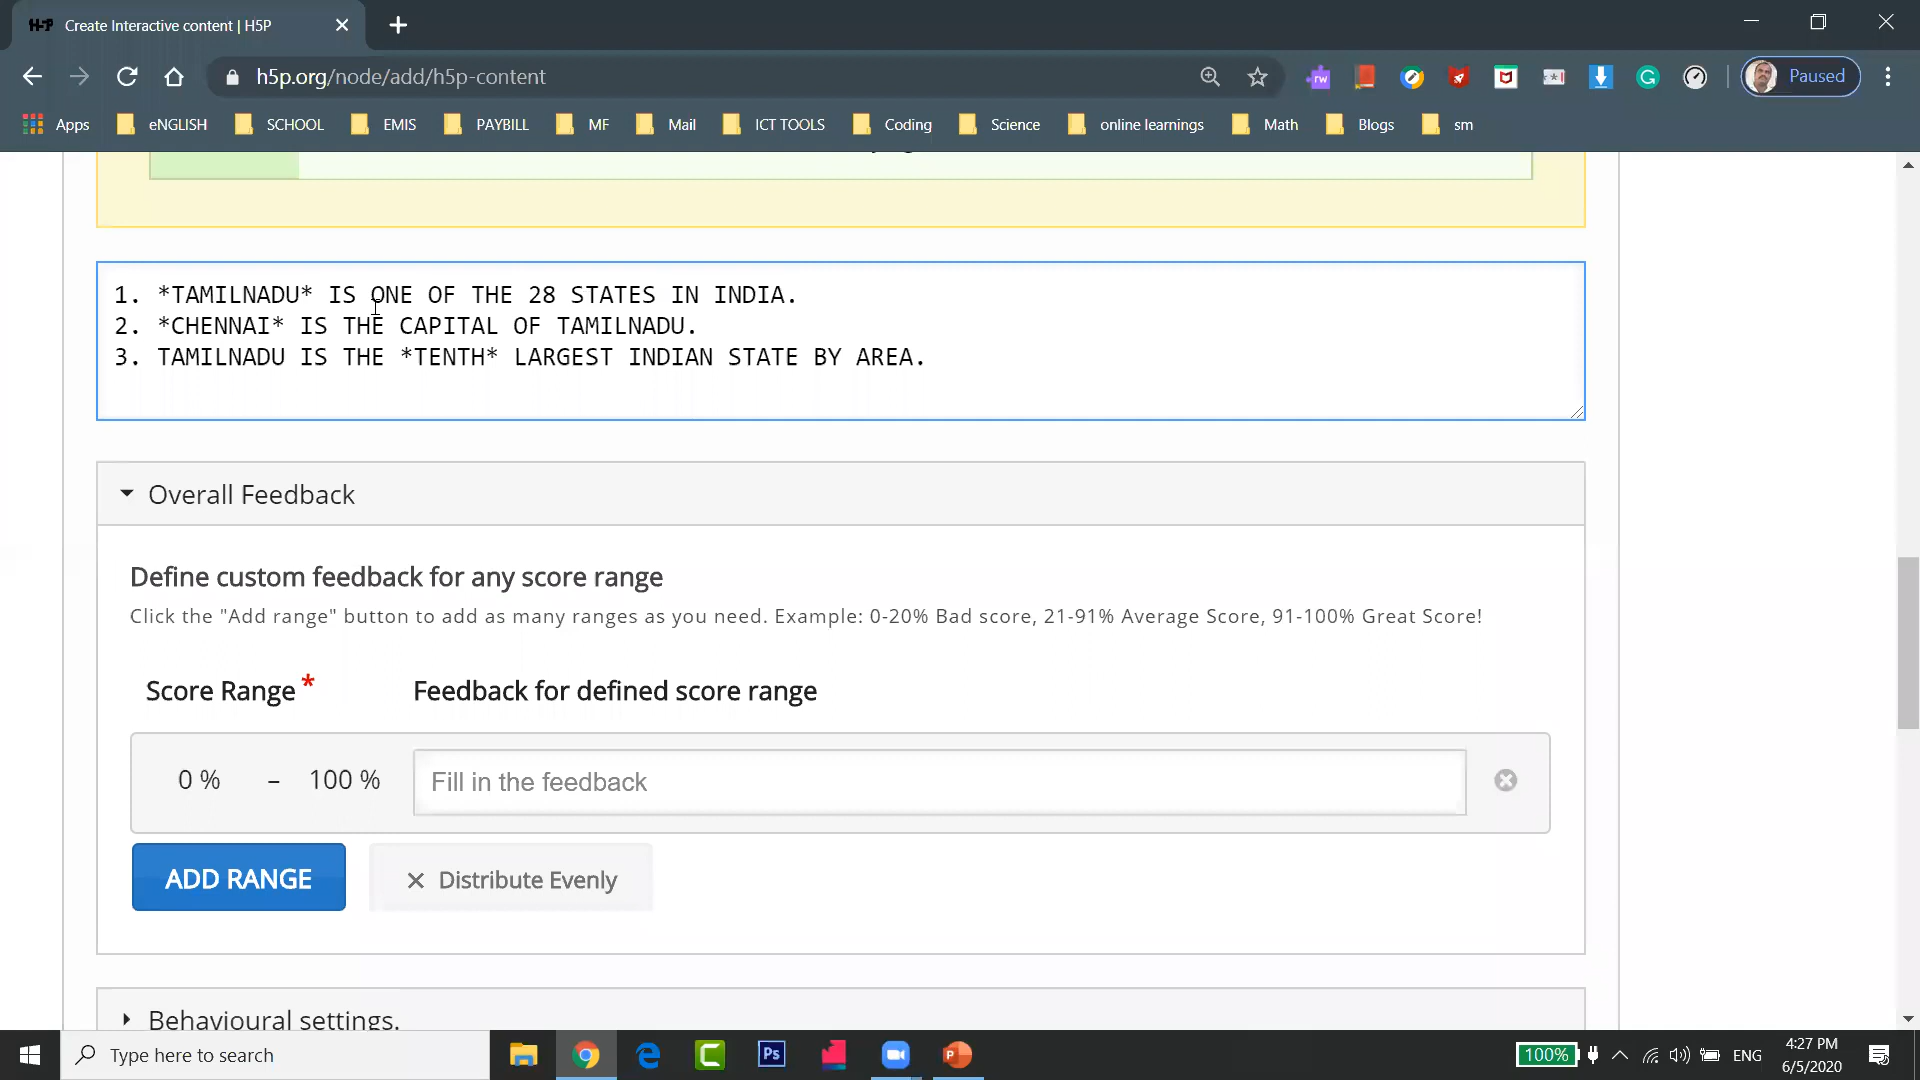 Create Interactive content | H5P
h5p.org/node/add/h5p-content
Paused
Apps eNGLISH SCHOOL EMIS PAYBILL MF Mail ICT TOOLS Coding Science online learnings Math Blogs sm
1. *TAMILNADU* IS ONE OF THE 28 STATES IN INDIA.
2. *CHENNAI* IS THE CAPITAL OF TAMILNADU.
3. TAMILNADU IS THE *TENTH* LARGEST INDIAN STATE BY AREA.
Overall Feedback
Define custom feedback for any score range
Click the "Add range" button to add as many ranges as you need. Example: 0-20% Bad score, 21-91% Average Score, 91-100% Great Score!
Score Range * Feedback for defined score range
0 % – 100 % Fill in the feedback
ADD RANGE Distribute Evenly
Behavioural settings.
Type here to search
100% ENG 4:27 PM
6/5/2020